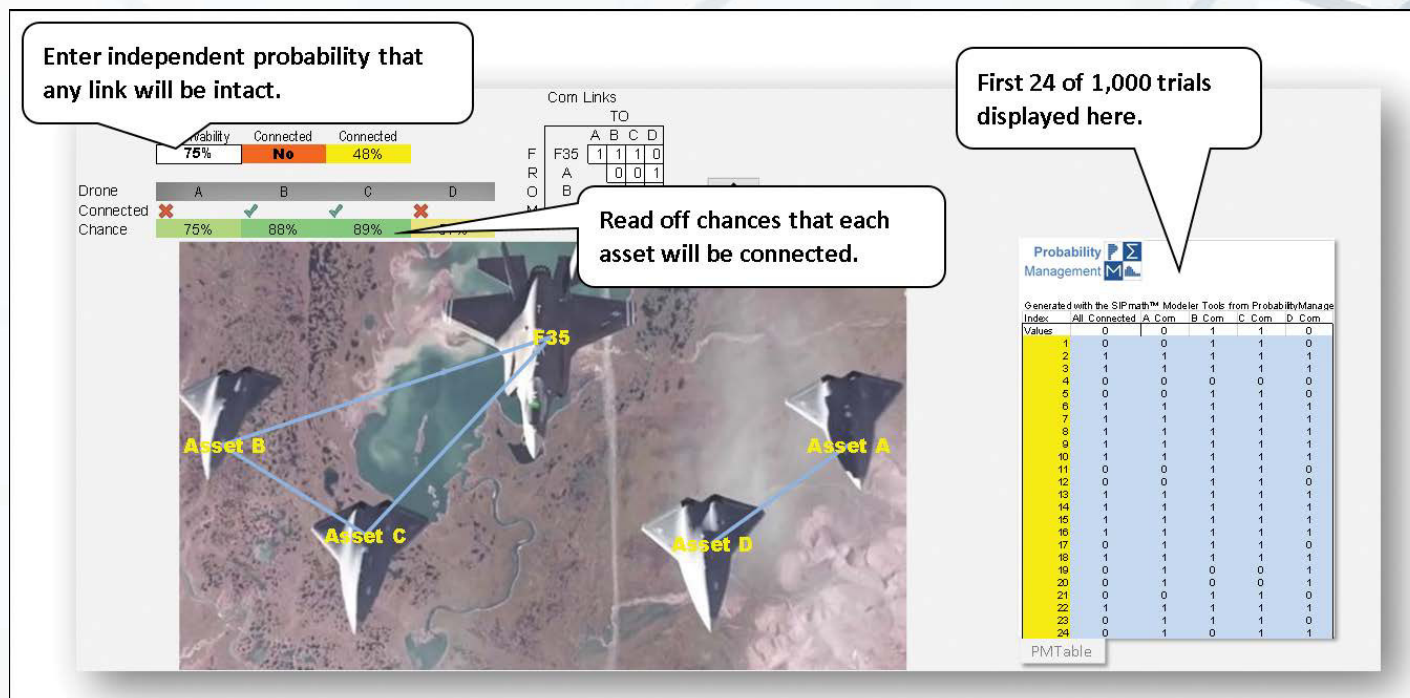 Enter independent probability that
any link will be intact.
First 24 of 1,000 trials
displayed here.
Com Links
TO
Connected Connected
75% No 48%
A B C D
F F35 1 1 1 0
R A 0 0 1
O B
M
Drone A B C D
Connected
Chance 75% 88% 89%
Read off chances that each
asset will be connected.
F35
Asset B
Asset A
Asset C
Asset D
Probability
Management
Generated with the SIPmath™ Modeler Tools from ProbabilityManage
Index All Connected A Com B Com C Com D Com
Values 0 0 1 1 0
1 0 0 1 1 0
2 1 1 1 1 1
3 1 1 1 1 1
4 0 0 0 0 0
5 0 0 1 1 0
6 1 1 1 1 1
7 1 1 1 1 1
8 1 1 1 1 1
9 1 1 1 1 1
10 1 1 1 1 1
11 0 0 1 1 0
12 0 0 1 1 0
13 1 1 1 1 1
14 1 1 1 1 1
15 1 1 1 1 1
16 1 1 1 1 1
17 0 1 1 1 0
18 1 1 1 1 1
19 0 1 0 0 1
20 0 1 0 0 1
21 0 0 1 1 0
22 1 1 1 1 1
23 0 1 1 1 0
24 0 1 0 1 1
PMTable